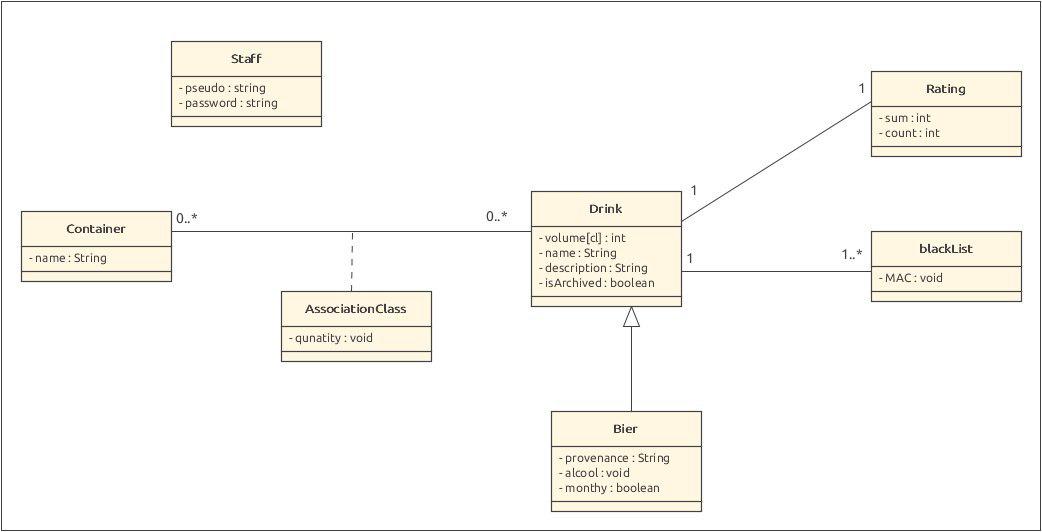 Staff
- pseudo : string
- password : string
Rating
- sum : int
- count : int
1
1
Container
- name : String
0..*
0..*
Drink
- volume[cl] : int
- name : String
- description : String
- isArchived : boolean
1
1..*
blackList
- MAC : void
AssociationClass
- qunatity : void
Bier
- provenance : String
- alcool : void
- monthy : boolean